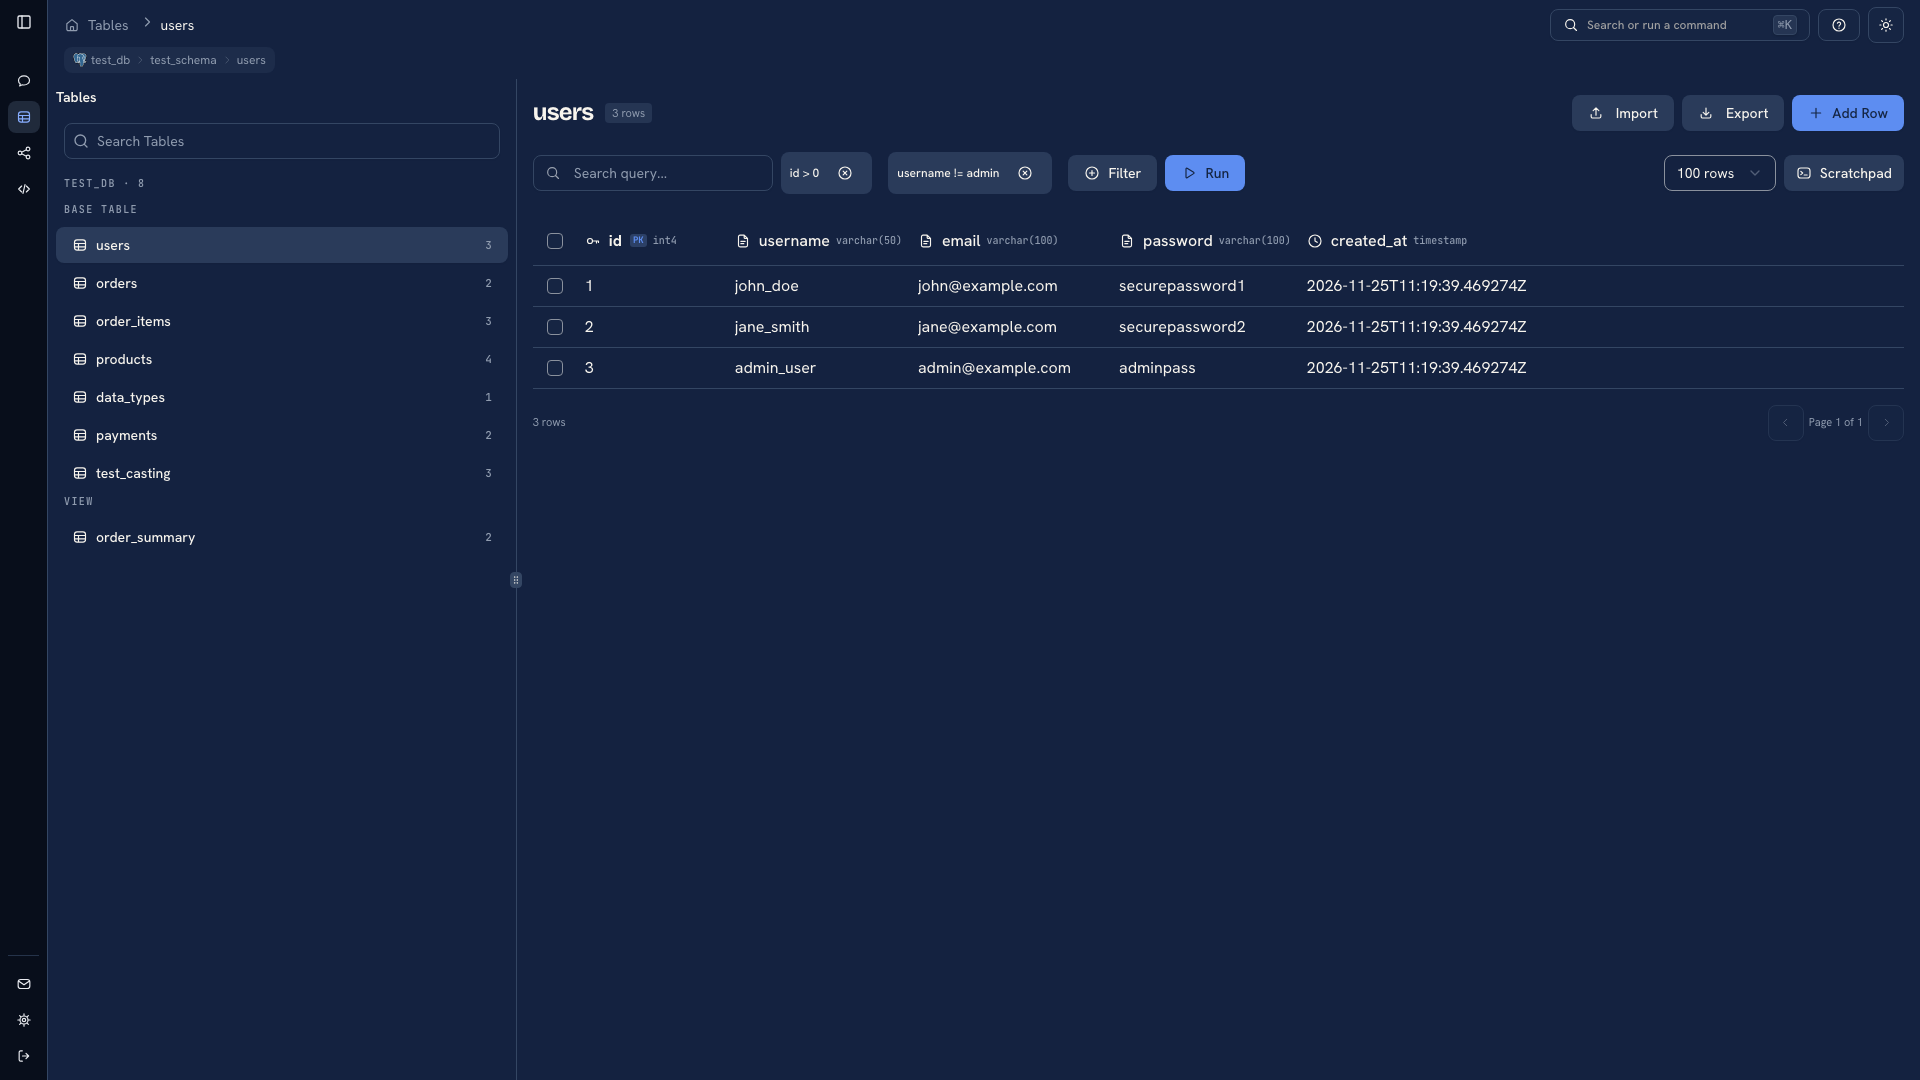 Tables > users
Search or run a command ⌘K
test_db > test_schema > users
Tables
Search Tables
TEST_DB · 8
BASE TABLE
users 3
orders 2
order_items 3
products 4
data_types 1
payments 2
test_casting 3
VIEW
order_summary 2
users 3 rows
Import Export Add Row
Search query... id > 0 username != admin Filter Run 100 rows Scratchpad
id PK int4 username varchar(50) email varchar(100) password varchar(100) created_at timestamp
1 john_doe john@example.com securepassword1 2026-11-25T11:19:39.469274Z
2 jane_smith jane@example.com securepassword2 2026-11-25T11:19:39.469274Z
3 admin_user admin@example.com adminpass 2026-11-25T11:19:39.469274Z
3 rows Page 1 of 1